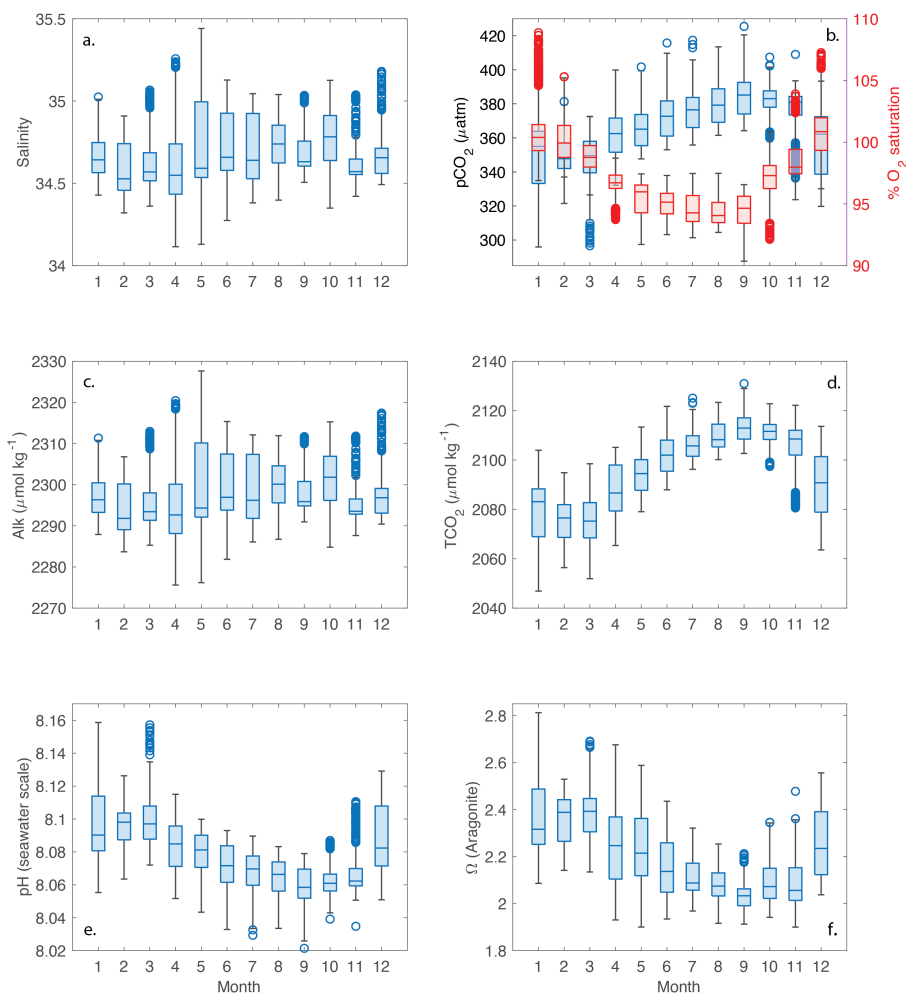 a.
35.5
35
34.5
34
Salinity
1 2 3 4 5 6 7 8 9 10 11 12
b.
420
400
380
360
340
320
300
pCO2 (μatm)
110
105
100
95
90
% O2 saturation
1 2 3 4 5 6 7 8 9 10 11 12
c.
2330
2320
2310
2300
2290
2280
2270
Alk (μmol kg-1)
1 2 3 4 5 6 7 8 9 10 11 12
d.
2140
2120
2100
2080
2060
2040
TCO2 (μmol kg-1)
1 2 3 4 5 6 7 8 9 10 11 12
8.16
8.14
8.12
8.1
8.08
8.06
8.04
8.02
pH (seawater scale)
e.
1 2 3 4 5 6 7 8 9 10 11 12
Month
2.8
2.6
2.4
2.2
2
1.8
Ω (Aragonite)
f.
1 2 3 4 5 6 7 8 9 10 11 12
Month